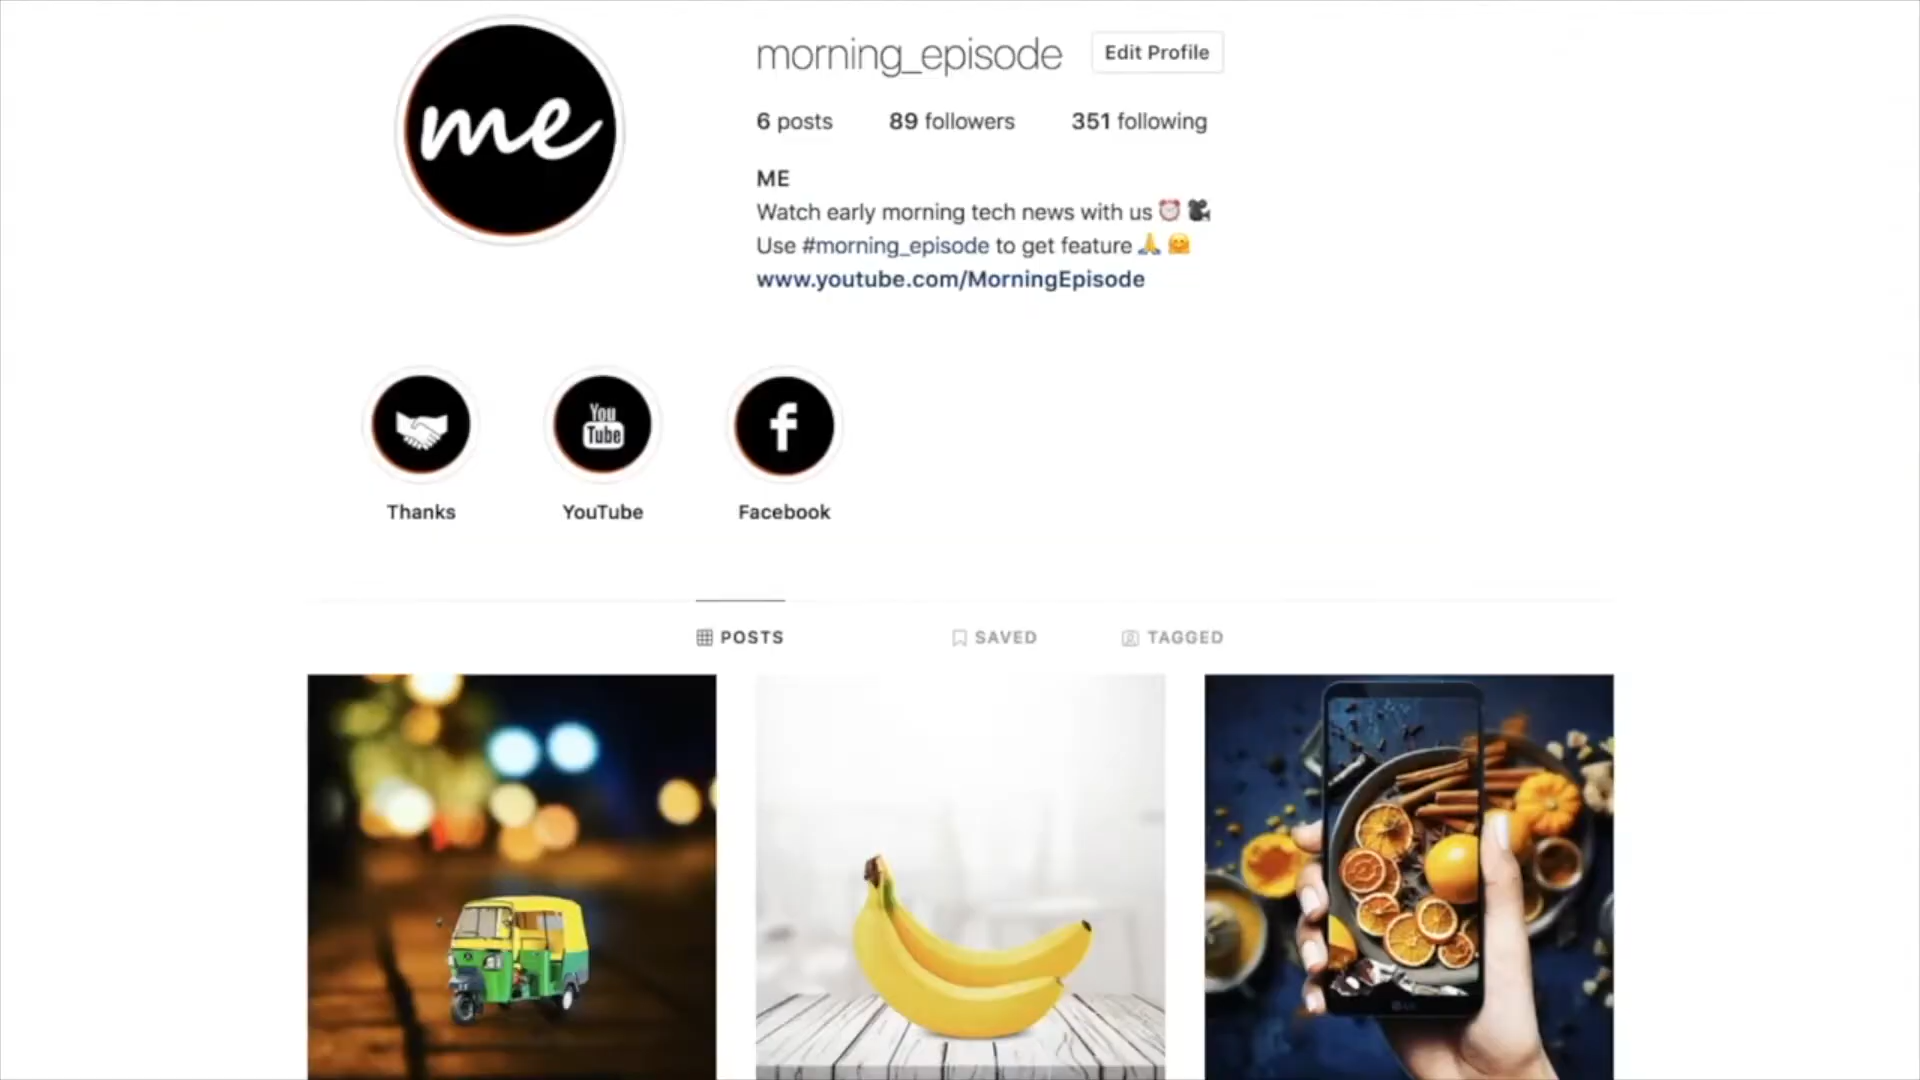 me
morning_episode Edit Profile
6 posts 89 followers 351 following
ME
Watch early morning tech news with us ⏰ 🎥
Use #morning_episode to get feature 🙏 🤗
www.youtube.com/MorningEpisode
You
Tube
f
Thanks YouTube Facebook
POSTS SAVED TAGGED
LG